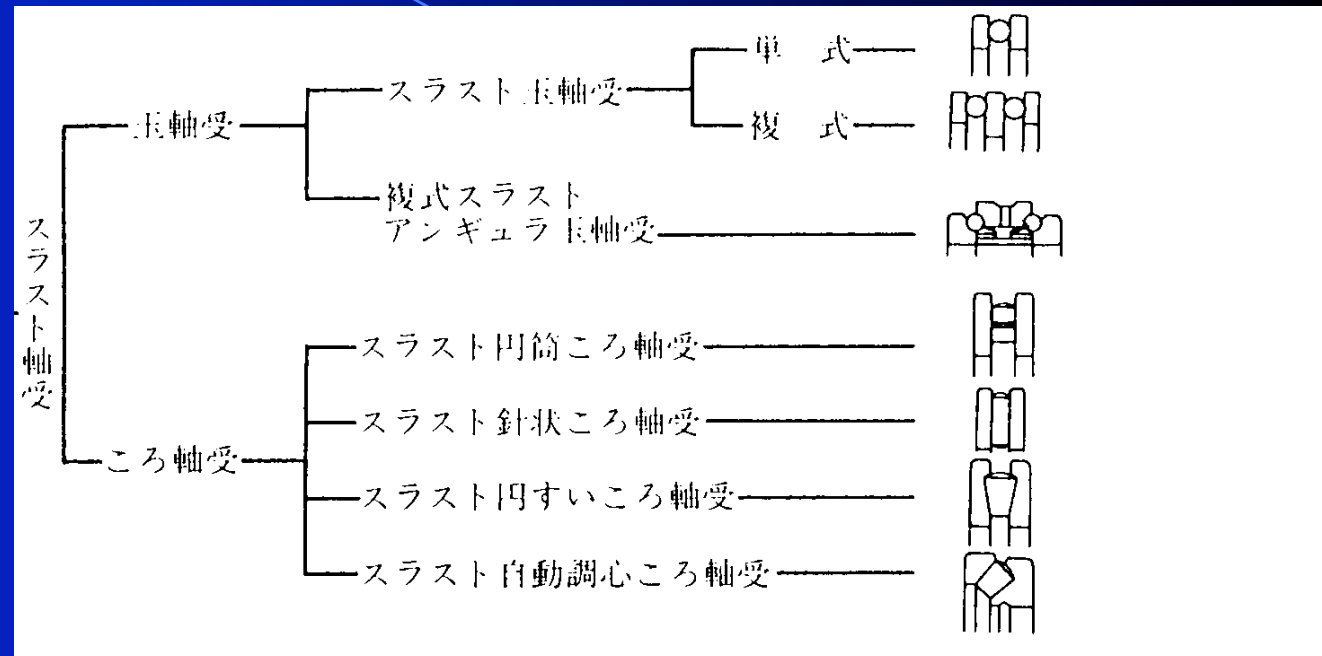 スラスト軸受
玉軸受
スラスト玉軸受
単式
複式
複式スラスト
アンギュラ玉軸受
ころ軸受
スラスト円筒ころ軸受
スラスト針状ころ軸受
スラスト円すいころ軸受
スラスト自動調心ころ軸受